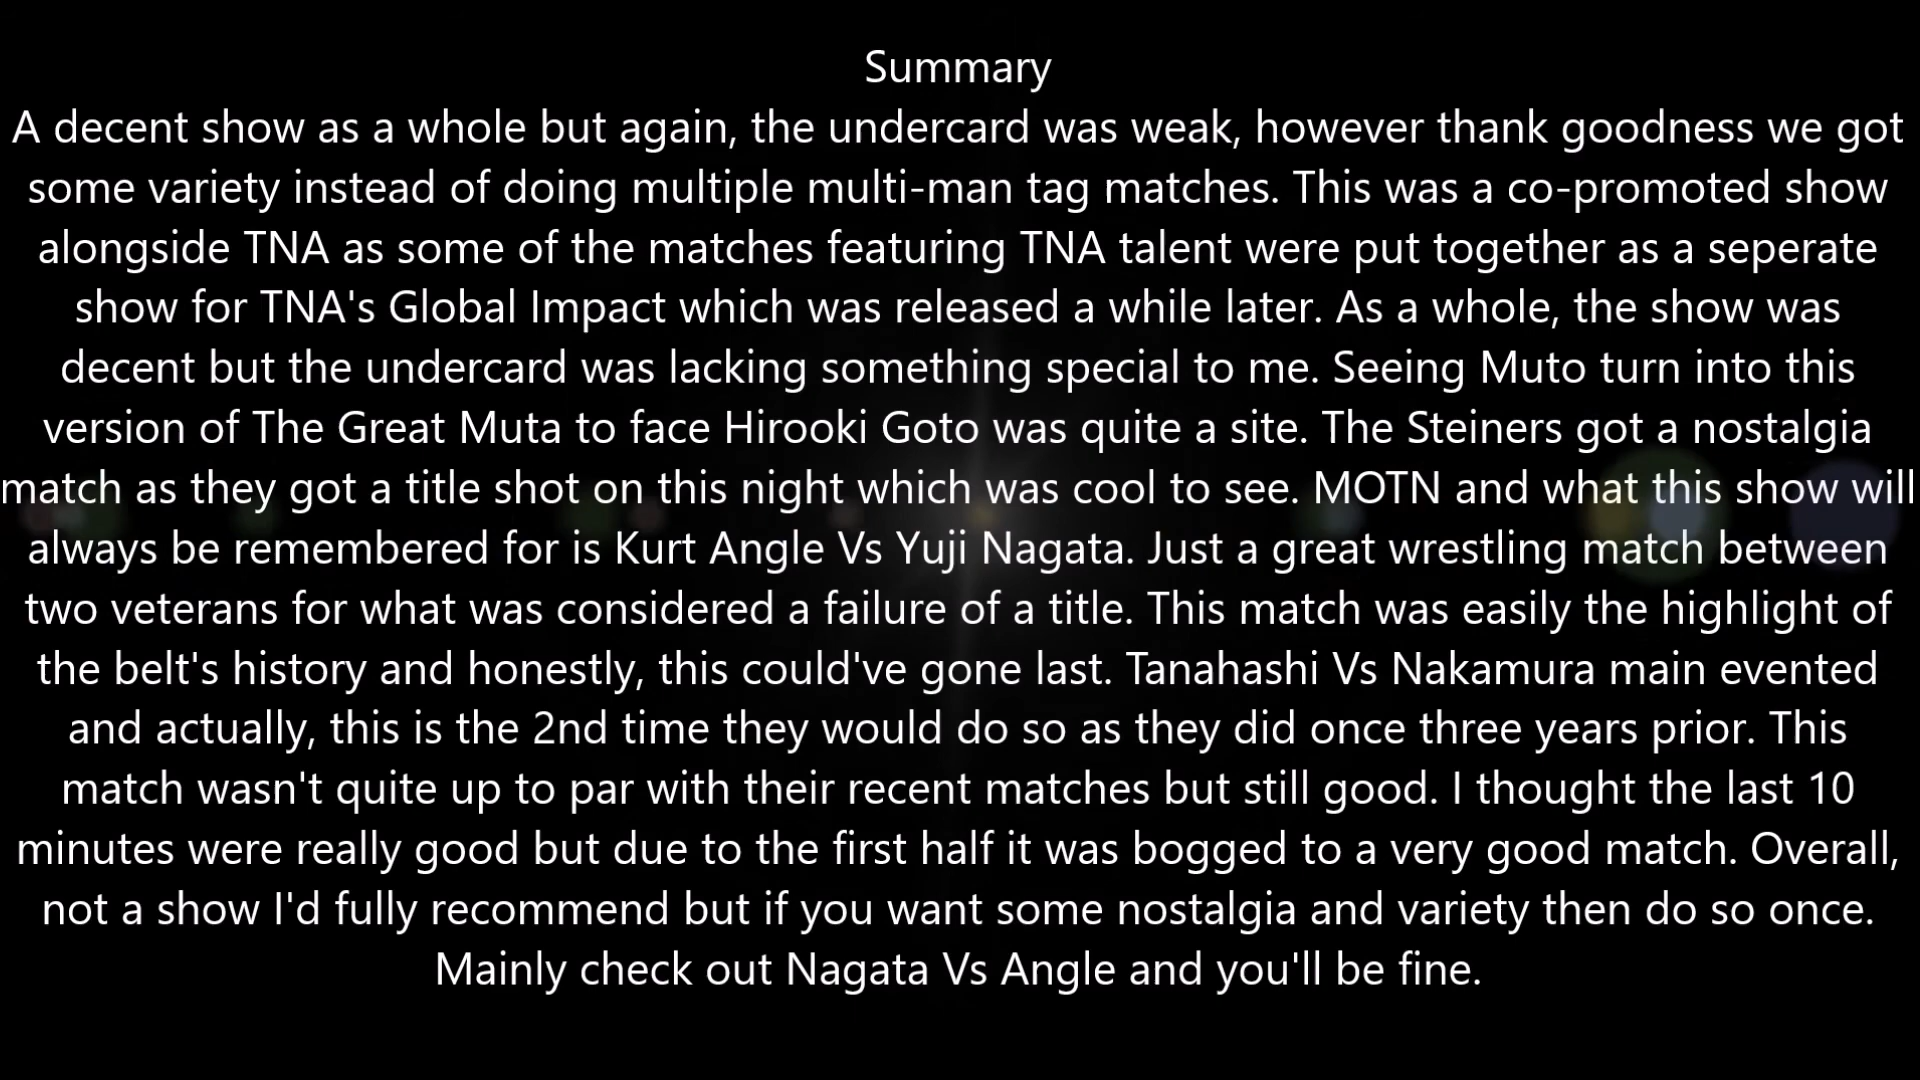 Summary
A decent show as a whole but again, the undercard was weak, however thank goodness we got
some variety instead of doing multiple multi-man tag matches. This was a co-promoted show
alongside TNA as some of the matches featuring TNA talent were put together as a seperate
show for TNA's Global Impact which was released a while later. As a whole, the show was
decent but the undercard was lacking something special to me. Seeing Muto turn into this
version of The Great Muta to face Hirooki Goto was quite a site. The Steiners got a nostalgia
match as they got a title shot on this night which was cool to see. MOTN and what this show will
always be remembered for is Kurt Angle Vs Yuji Nagata. Just a great wrestling match between
two veterans for what was considered a failure of a title. This match was easily the highlight of
the belt's history and honestly, this could've gone last. Tanahashi Vs Nakamura main evented
and actually, this is the 2nd time they would do so as they did once three years prior. This
match wasn't quite up to par with their recent matches but still good. I thought the last 10
minutes were really good but due to the first half it was bogged to a very good match. Overall,
not a show I'd fully recommend but if you want some nostalgia and variety then do so once.
Mainly check out Nagata Vs Angle and you'll be fine.